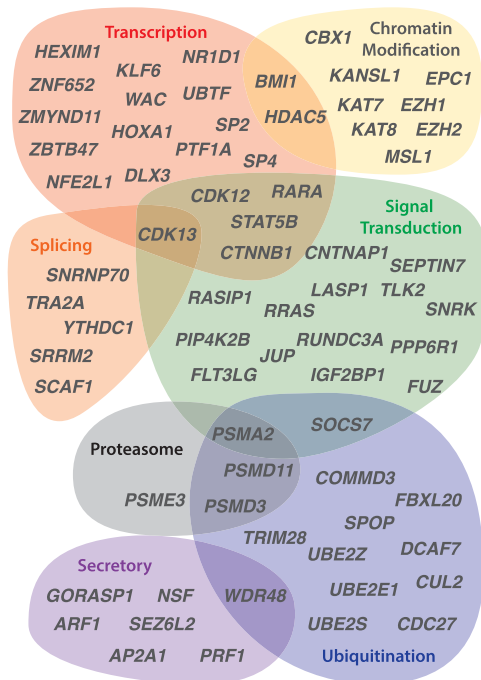 Transcription
HEXIM1
NR1D1
KLF6
ZNF652
WAC
UBTF
ZMYND11
HOXA1
SP2
ZBTB47
PTF1A
SP4
NFE2L1
DLX3
CBX1
Chromatin
Modification
BMI1
KANSL1
EPC1
HDAC5
KAT7
EZH1
KAT8
EZH2
MSL1
CDK12
RARA
STAT5B
CDK13
CTNNB1
Signal
Transduction
CNTNAP1
SEPTIN7
RASIP1
LASP1
TLK2
RRAS
SNRK
PIP4K2B
RUNDC3A
PPP6R1
JUP
FLT3LG
IGF2BP1
FUZ
Splicing
SNRNP70
TRA2A
YTHDC1
SRRM2
SCAF1
PSMA2
SOCS7
Proteasome
PSMD11
PSME3
PSMD3
COMMD3
FBXL20
SPOP
TRIM28
UBE2Z
DCAF7
UBE2E1
CUL2
UBE2S
CDC27
Ubiquitination
Secretory
GORASP1
NSF
WDR48
ARF1
SEZ6L2
AP2A1
PRF1